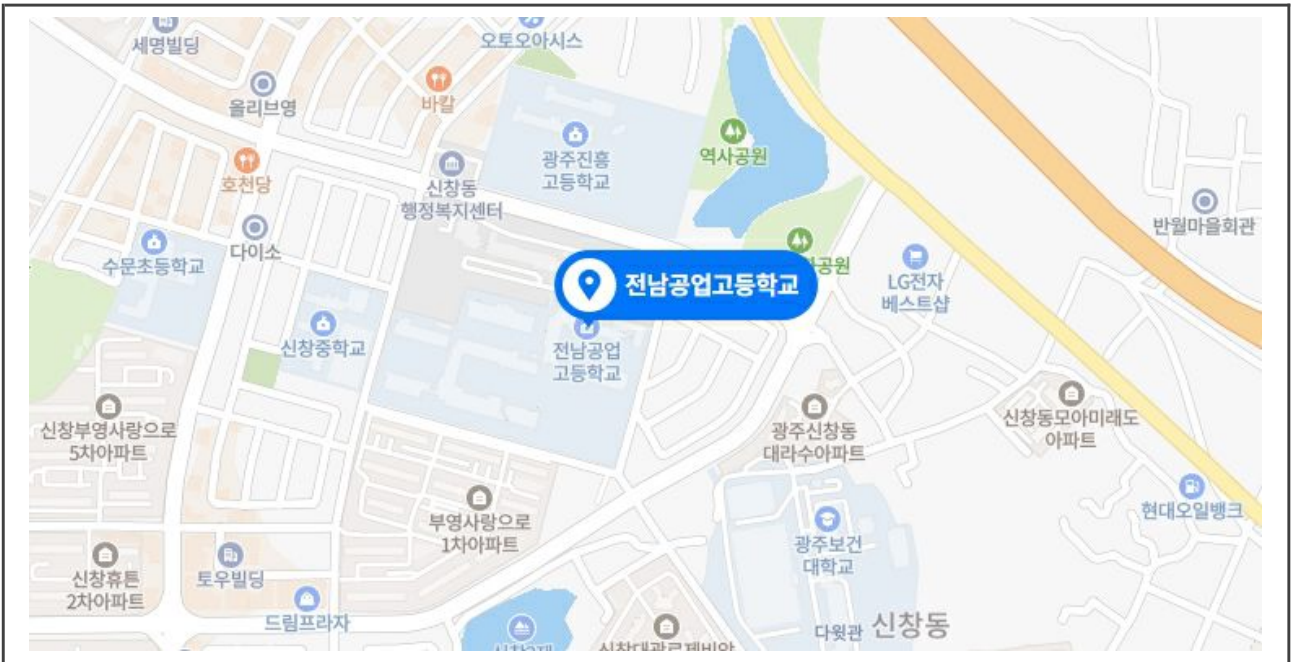 세명빌딩
오토오아시스
올리브영
바칼
광주진흥
고등학교
역사공원
호천당
신창동
행정복지센터
다이소
수문초등학교
반월마을회관
전남공업고등학교
공원
LG전자
베스트샵
신창중학교
전남공업
고등학교
신창부영사랑으로
5차아파트
광주신창동
대라수아파트
신창동모아미래도
아파트
부영사랑으로
1차아파트
현대오일뱅크
광주보건
대학교
신창휴튼
2차아파트
토우빌딩
드림프라자
다윗관
신창동